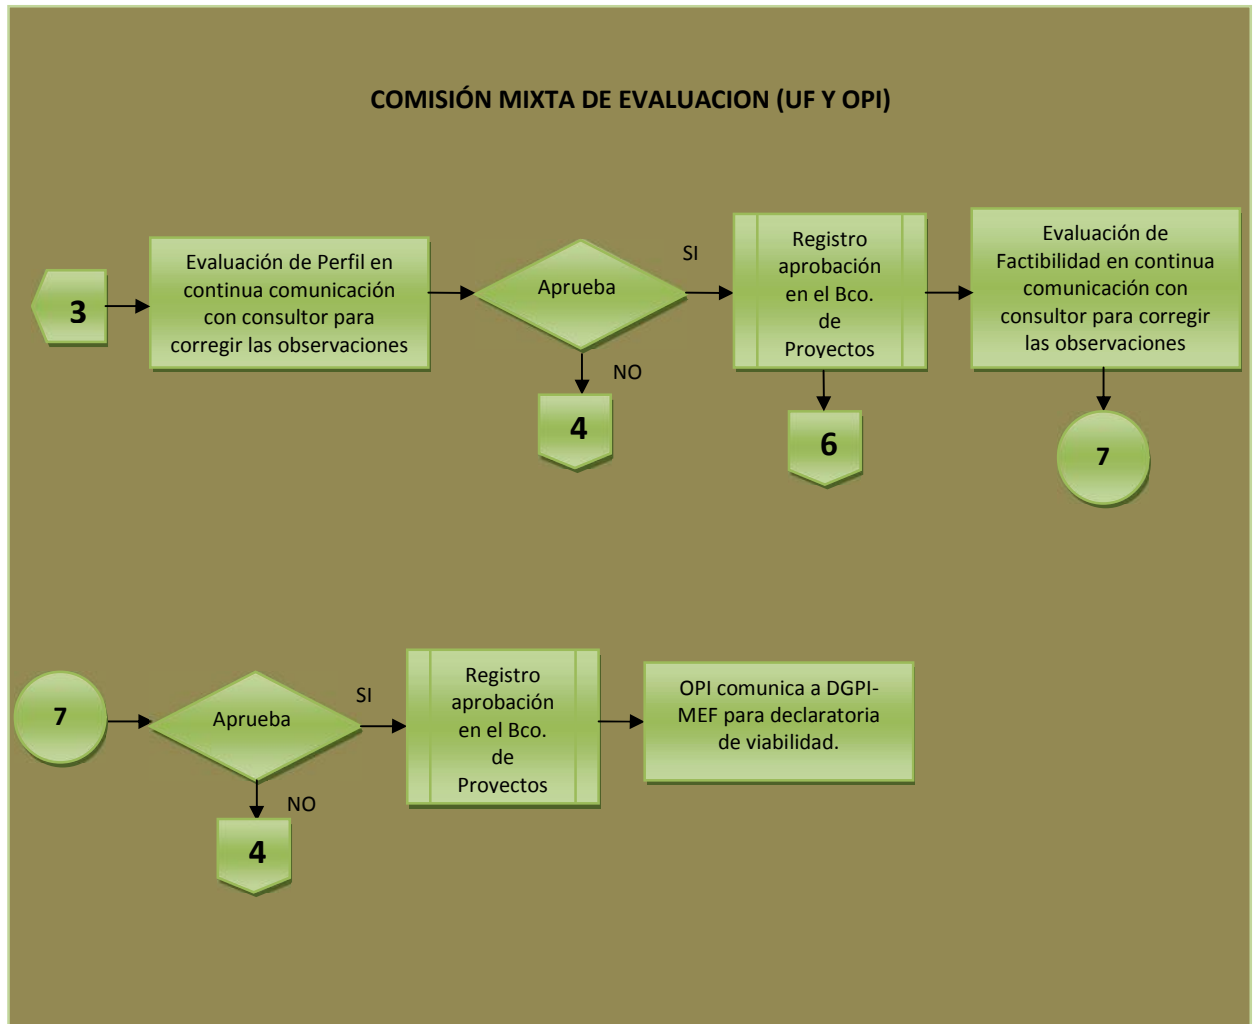 COMISIÓN MIXTA DE EVALUACION (UF Y OPI)
3
Evaluación de Perfil en
continua comunicación
con consultor para
corregir las observaciones
Aprueba
SI
NO
4
Registro
aprobación
en el Bco.
de
Proyectos
6
Evaluación de
Factibilidad en continua
comunicación con
consultor para corregir
las observaciones
7
7
Aprueba
SI
NO
4
Registro
aprobación
en el Bco.
de
Proyectos
OPI comunica a DGPI-
MEF para declaratoria
de viabilidad.